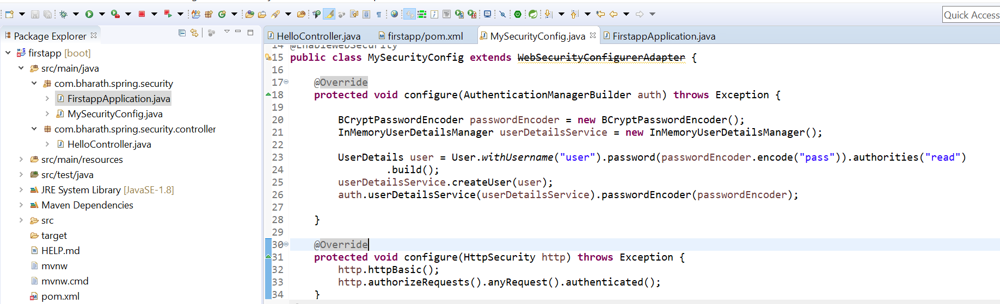 Quick Access
Package Explorer
firstapp [boot]
src/main/java
com.bharath.spring.security
FirstappApplication.java
MySecurityConfig.java
com.bharath.spring.security.controller
HelloController.java
src/main/resources
src/test/java
JRE System Library [JavaSE-1.8]
Maven Dependencies
src
target
HELP.md
mvnw
mvnw.cmd
pom.xml
HelloController.java firstapp/pom.xml MySecurityConfig.java FirstappApplication.java
14 @EnableWebSecurity
15 public class MySecurityConfig extends WebSecurityConfigurerAdapter {
16
17 @Override
18 protected void configure(AuthenticationManagerBuilder auth) throws Exception {
19
20 BCryptPasswordEncoder passwordEncoder = new BCryptPasswordEncoder();
21 InMemoryUserDetailsManager userDetailsService = new InMemoryUserDetailsManager();
22
23 UserDetails user = User.withUsername("user").password(passwordEncoder.encode("pass")).authorities("read")
24 .build();
25 userDetailsService.createUser(user);
26 auth.userDetailsService(userDetailsService).passwordEncoder(passwordEncoder);
27
28 }
29
30 @Override
31 protected void configure(HttpSecurity http) throws Exception {
32 http.httpBasic();
33 http.authorizeRequests().anyRequest().authenticated();
34 }